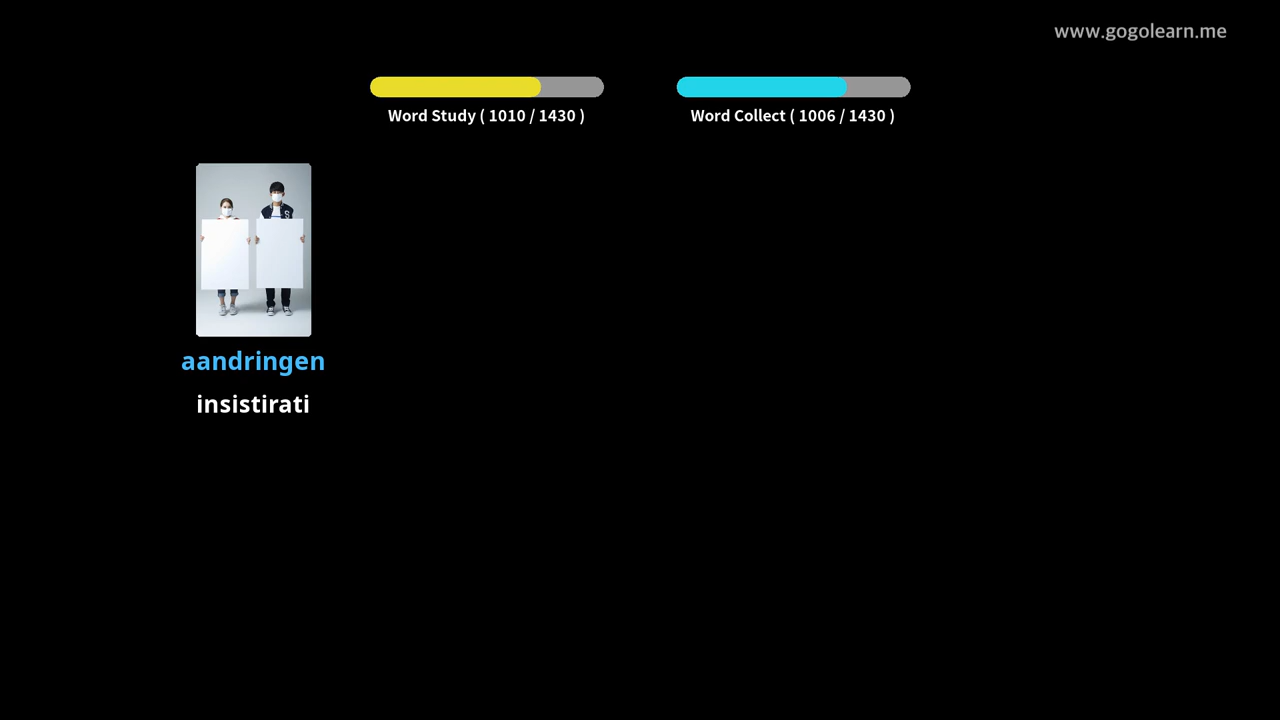 www.gogolearn.me
Word Study ( 1010 / 1430 )
Word Collect ( 1006 / 1430 )
aandringen
insistirati